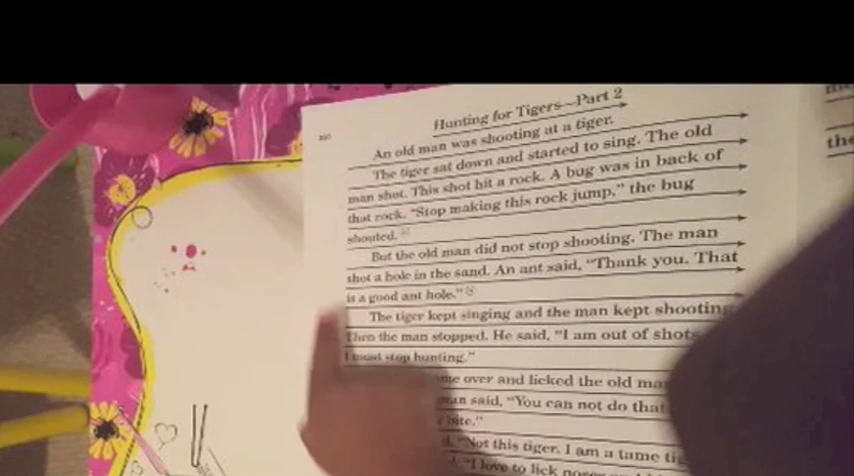 Hunting for Tigers—Part 2
An old man was shooting at a tiger.
The tiger sat down and started to sing. The old
man shot. This shot hit a rock. A bug was in back of
that rock. "Stop making this rock jump," the bug
shouted.
But the old man did not stop shooting. The man
shot a hole in the sand. An ant said, "Thank you. That
is a good ant hole."
The tiger kept singing and the man kept shooting
Then the man stopped. He said, "I am out of shots
I must stop hunting."
over and licked the old
said, "You can not do that
bite."
"Not this tiger. I am a tame
"I love to lick
the